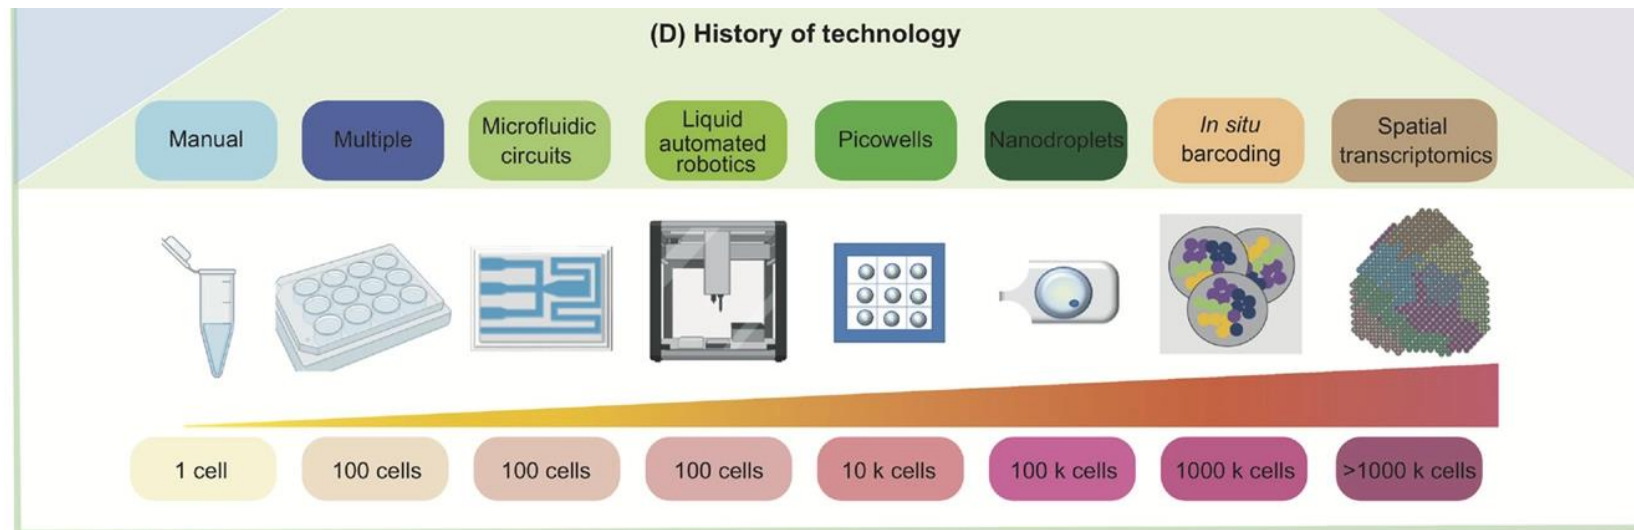 (D) History of technology
Manual
Multiple
Microfluidic
circuits
Liquid
automated
robotics
Picowells
Nanodroplets
In situ
barcoding
Spatial
transcriptomics
1 cell
100 cells
100 cells
100 cells
10 k cells
100 k cells
1000 k cells
>1000 k cells